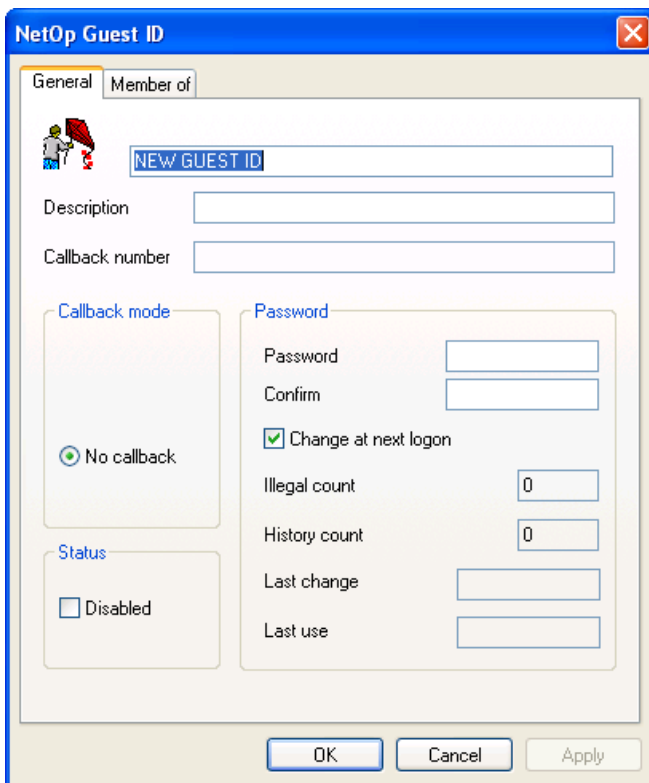 NetOp Guest ID
General
Member of
NEW GUEST ID
Description
Callback number
Callback mode
No callback
Status
Disabled
Password
Password
Confirm
Change at next logon
Illegal count
0
History count
0
Last change
Last use
OK
Cancel
Apply